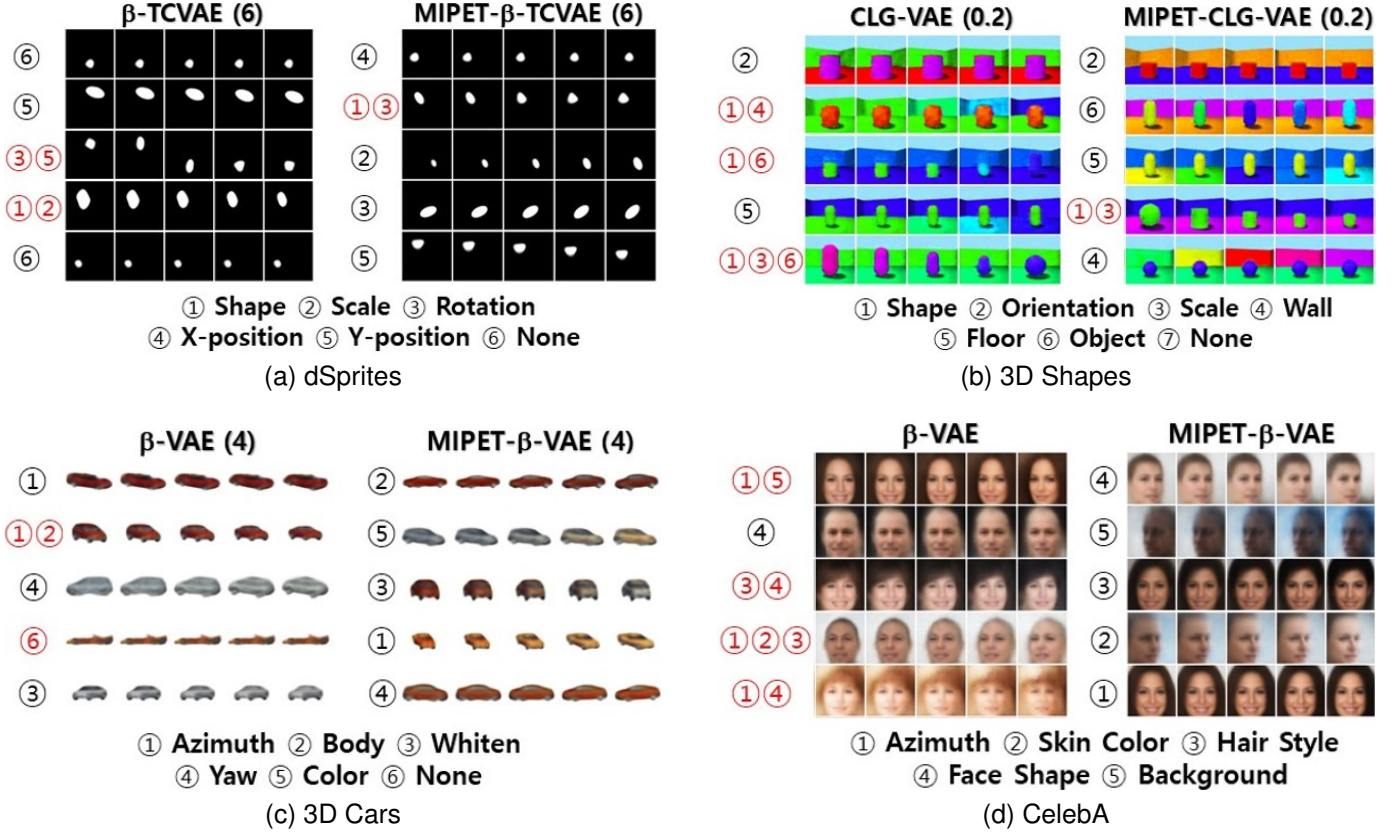 β-TCVAE (6)
MIPET-β-TCVAE (6)
⑥
⑤
③⑤
①②
⑥
④
①③
②
③
⑤
① Shape ② Scale ③ Rotation
④ X-position ⑤ Y-position ⑥ None
(a) dSprites
CLG-VAE (0.2)
MIPET-CLG-VAE (0.2)
②
①④
①⑥
⑤
①③⑥
②
⑥
⑤
①③
④
① Shape ② Orientation ③ Scale ④ Wall
⑤ Floor ⑥ Object ⑦ None
(b) 3D Shapes
β-VAE (4)
MIPET-β-VAE (4)
①
①②
④
⑥
③
②
⑤
③
①
④
① Azimuth ② Body ③ Whiten
④ Yaw ⑤ Color ⑥ None
(c) 3D Cars
β-VAE
MIPET-β-VAE
①⑤
④
③④
①②③
①④
④
⑤
③
②
①
① Azimuth ② Skin Color ③ Hair Style
④ Face Shape ⑤ Background
(d) CelebA